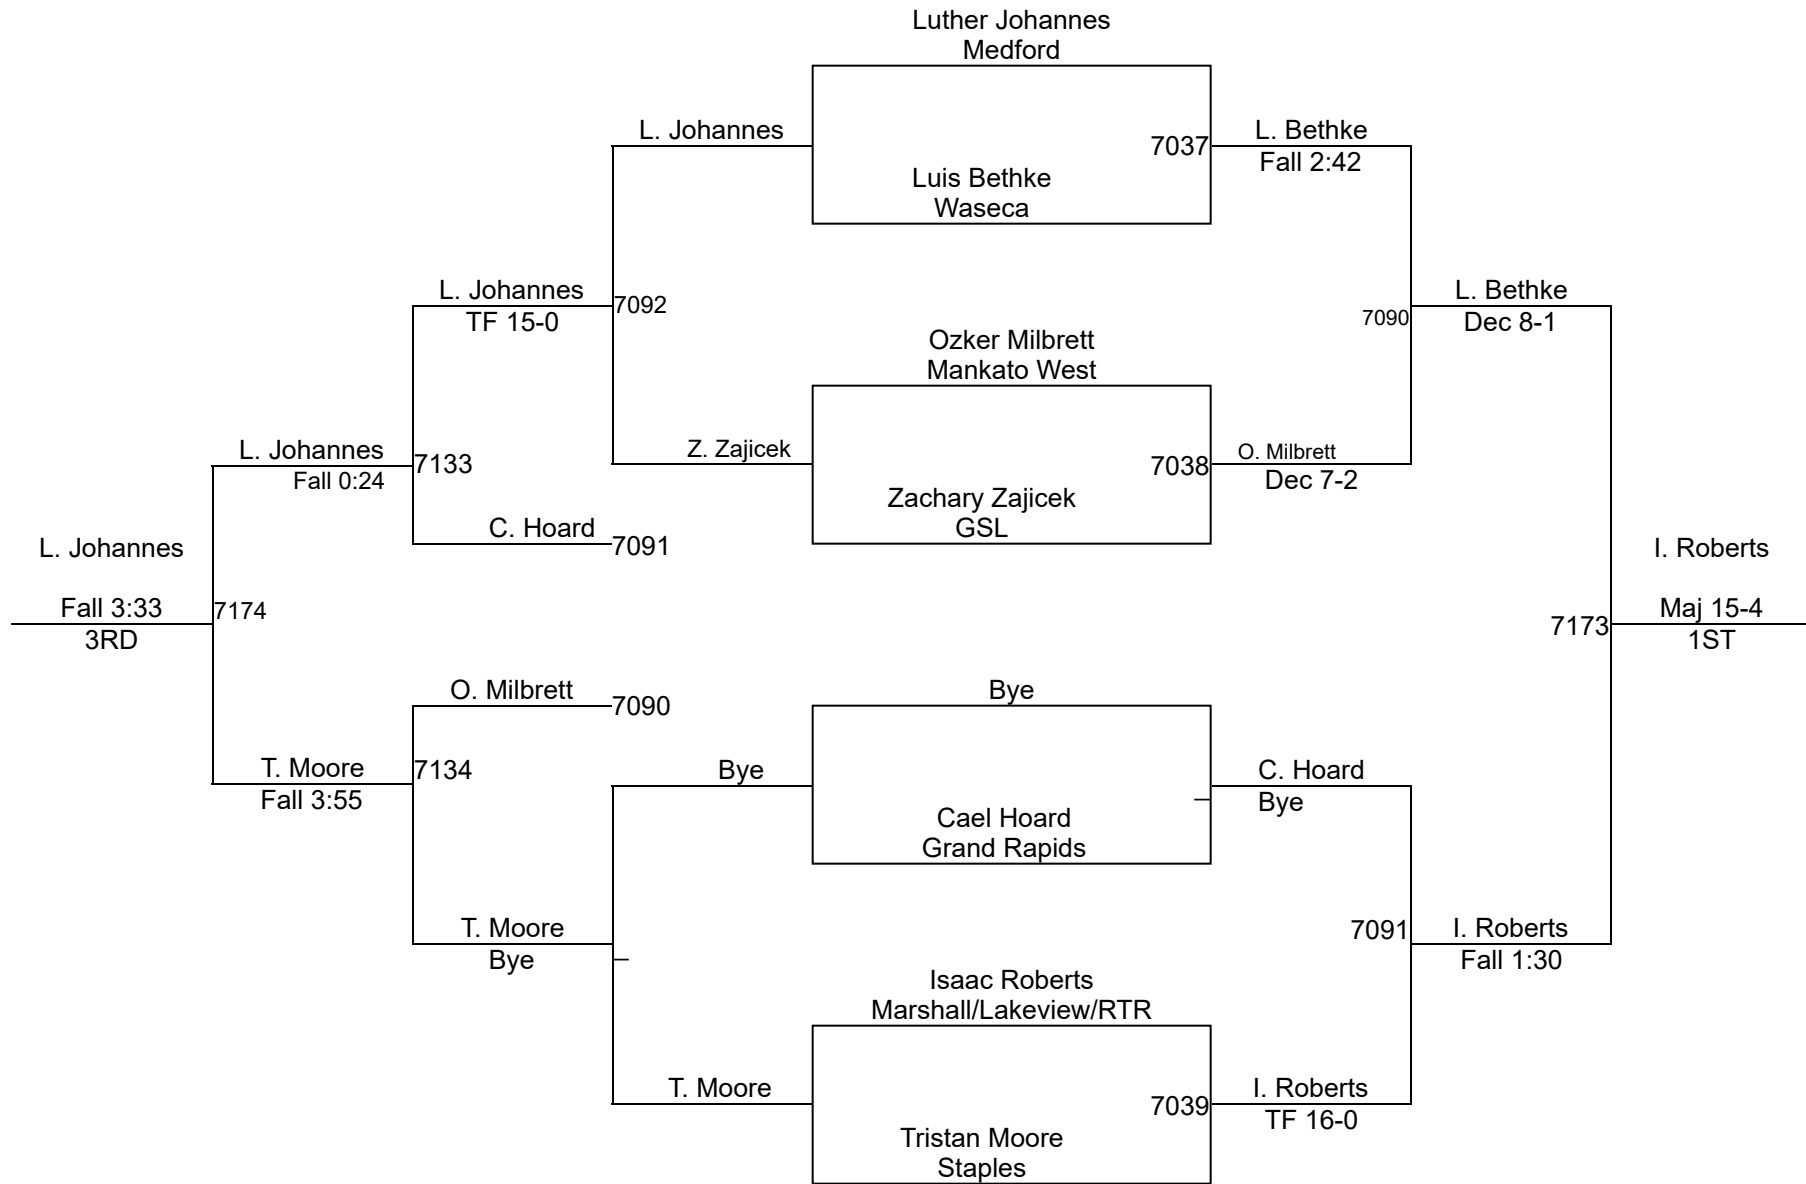 Luther Johannes
Medford
L. Johannes
7037
L. Bethke
Fall 2:42
Luis Bethke
Waseca
L. Johannes
TF 15-0
7092
7090
L. Bethke
Dec 8-1
Ozker Milbrett
Mankato West
L. Johannes
Fall 0:24
7133
Z. Zajicek
7038
O. Milbrett
Dec 7-2
Zachary Zajicek
GSL
C. Hoard
7091
L. Johannes
Fall 3:33
3RD
7174
I. Roberts
7173
Maj 15-4
1ST
O. Milbrett
7090
Bye
T. Moore
Fall 3:55
7134
Bye
C. Hoard
Bye
Cael Hoard
Grand Rapids
T. Moore
Bye
7091
I. Roberts
Fall 1:30
Isaac Roberts
Marshall/Lakeview/RTR
T. Moore
7039
I. Roberts
TF 16-0
Tristan Moore
Staples